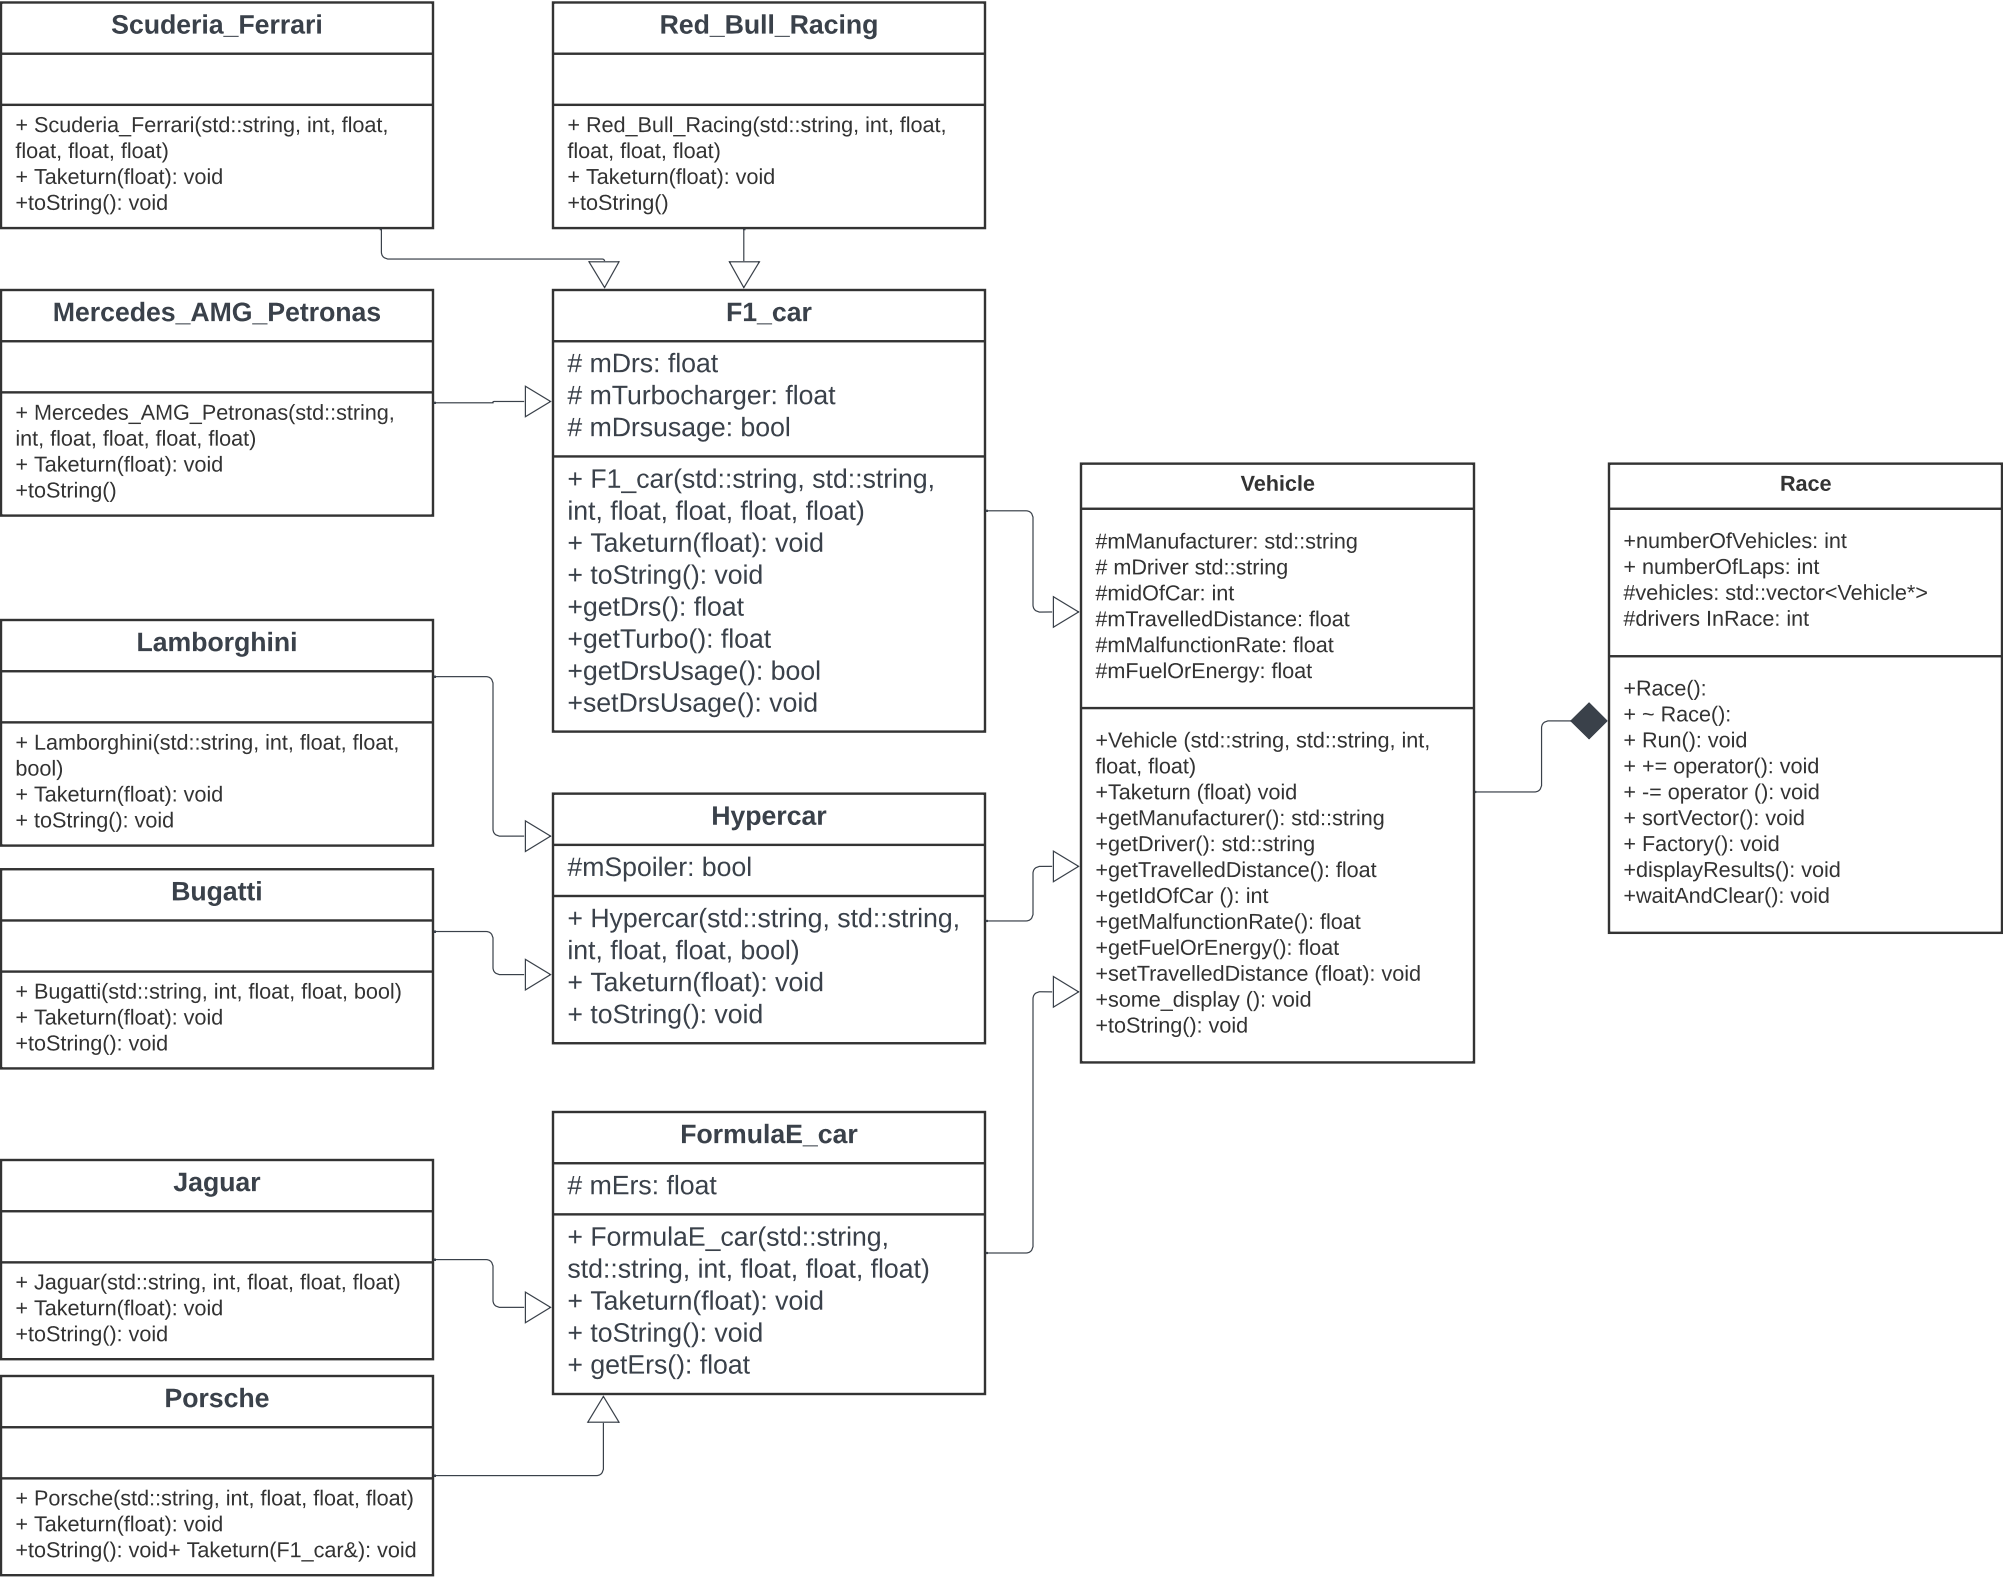 Scuderia_Ferrari
+ Scuderia_Ferrari(std::string, int, float,
float, float, float)
+ Taketurn(float): void
+toString(): void
Red_Bull_Racing
+ Red_Bull_Racing(std::string, int, float,
float, float, float)
+ Taketurn(float): void
+toString()
Mercedes_AMG_Petronas
+ Mercedes_AMG_Petronas(std::string,
int, float, float, float, float)
+ Taketurn(float): void
+toString()
F1_car
# mDrs: float
# mTurbocharger: float
# mDrsusage: bool
+ F1_car(std::string, std::string,
int, float, float, float, float)
+ Taketurn(float): void
+ toString(): void
+getDrs(): float
+getTurbo(): float
+getDrsUsage(): bool
+setDrsUsage(): void
Lamborghini
+ Lamborghini(std::string, int, float, float,
bool)
+ Taketurn(float): void
+ toString(): void
Bugatti
+ Bugatti(std::string, int, float, float, bool)
+ Taketurn(float): void
+toString(): void
Hypercar
#mSpoiler: bool
+ Hypercar(std::string, std::string,
int, float, float, bool)
+ Taketurn(float): void
+ toString(): void
Jaguar
+ Jaguar(std::string, int, float, float, float)
+ Taketurn(float): void
+toString(): void
Porsche
+ Porsche(std::string, int, float, float, float)
+ Taketurn(float): void
+toString(): void+ Taketurn(F1_car&): void
FormulaE_car
# mErs: float
+ FormulaE_car(std::string,
std::string, int, float, float, float)
+ Taketurn(float): void
+ toString(): void
+ getErs(): float
Vehicle
#mManufacturer: std::string
# mDriver std::string
#midOfCar: int
#mTravelledDistance: float
#mMalfunctionRate: float
#mFuelOrEnergy: float
+Vehicle (std::string, std::string, int,
float, float)
+Taketurn (float) void
+getManufacturer(): std::string
+getDriver(): std::string
+getTravelledDistance(): float
+getIdOfCar (): int
+getMalfunctionRate(): float
+getFuelOrEnergy(): float
+setTravelledDistance (float): void
+some_display (): void
+toString(): void
Race
+numberOfVehicles: int
+ numberOfLaps: int
#vehicles: std::vector<Vehicle*>
#drivers InRace: int
+Race():
+ ~ Race():
+ Run(): void
+ += operator(): void
+ -= operator (): void
+ sortVector(): void
+ Factory(): void
+displayResults(): void
+waitAndClear(): void